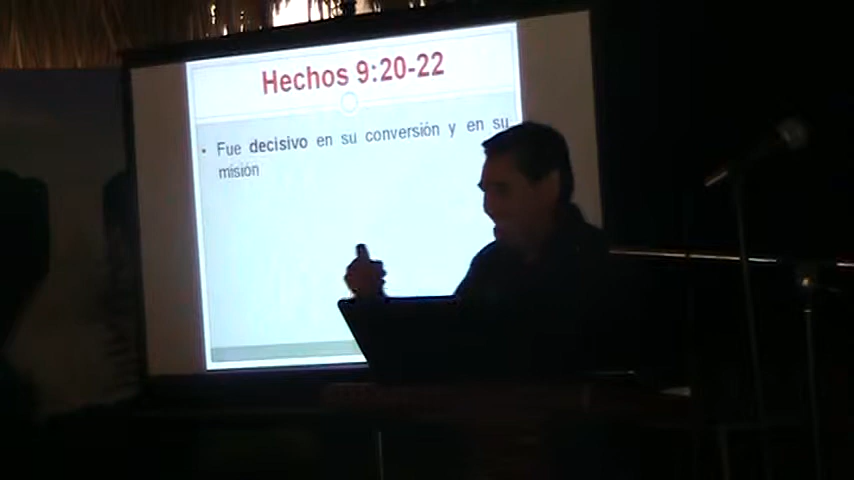 Hechos 9:20-22
• Fue decisivo en su conversión y en su
misión